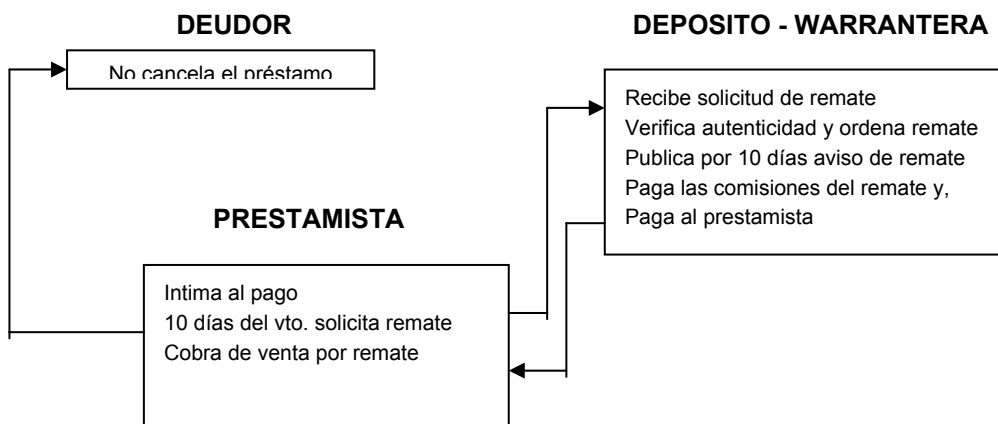 DEUDOR
No cancela el préstamo
DEPOSITO - WARRANTERA
Recibe solicitud de remate
Verifica autenticidad y ordena remate
Publica por 10 días aviso de remate
Paga las comisiones del remate y,
Paga al prestamista
PRESTAMISTA
Intima al pago
10 días del vto. solicita remate
Cobra de venta por remate